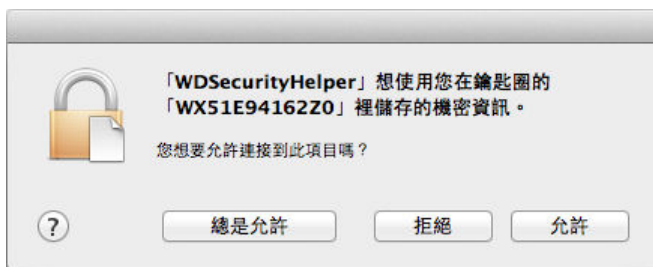 「WDSecurityHelper」想使用您在鑰匙圈的
「WX51E94162Z0」裡儲存的機密資訊。
您想要允許連接到此項目嗎？
?
總是允許
拒絕
允許